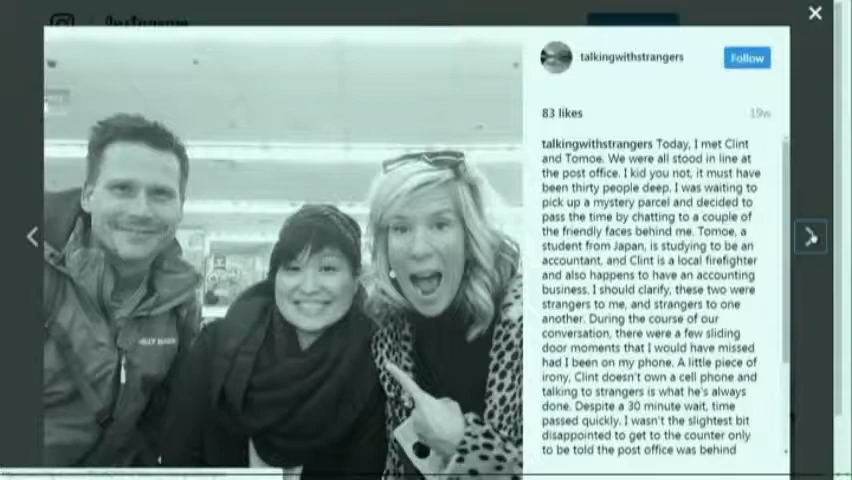 Instagram
talkingwithstrangers
Follow
83 likes
19w
talkingwithstrangers Today, I met Clint
and Tomoe. We were all stood in line at
the post office. I kid you not, it must have
been thirty people deep. I was waiting to
pick up a mystery parcel and decided to
pass the time by chatting to a couple of
the friendly faces behind me. Tomoe, a
student from Japan, is studying to be an
accountant, and Clint is a local firefighter
and also happens to have an accounting
business. I should clarify, these two were
strangers to me, and strangers to one
another. During the course of our
conversation, there were a few sliding
door moments that I would have missed
had I been on my phone. A little piece of
irony, Clint doesn't own a cell phone and
talking to strangers is what he's always
done. Despite a 30 minute wait, time
passed quickly. I wasn't the slightest bit
disappointed to get to the counter only
to be told the post office was behind
HELLY HANSEN